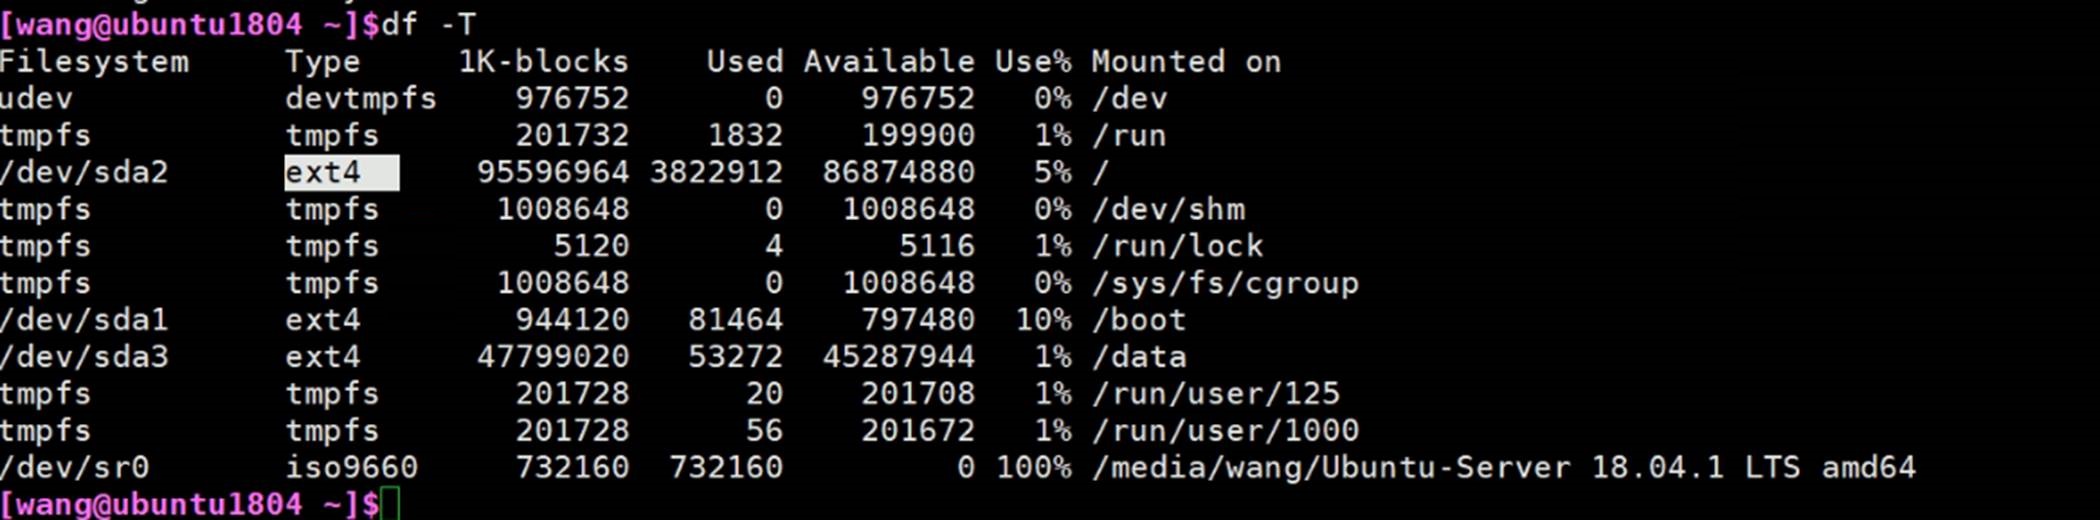 [wang@ubuntu1804 ~]$df -T
Filesystem     Type     1K-blocks    Used Available Use% Mounted on
udev           devtmpfs    976752       0    976752   0% /dev
tmpfs          tmpfs       201732    1832    199900   1% /run
/dev/sda2      ext4      95596964 3822912  86874880   5% /
tmpfs          tmpfs      1008648       0   1008648   0% /dev/shm
tmpfs          tmpfs         5120       4      5116   1% /run/lock
tmpfs          tmpfs      1008648       0   1008648   0% /sys/fs/cgroup
/dev/sda1      ext4        944120   81464    797480  10% /boot
/dev/sda3      ext4      47799020   53272  45287944   1% /data
tmpfs          tmpfs       201728      20    201708   1% /run/user/125
tmpfs          tmpfs       201728      56    201672   1% /run/user/1000
/dev/sr0       iso9660     732160  732160         0 100% /media/wang/Ubuntu-Server 18.04.1 LTS amd64
[wang@ubuntu1804 ~]$